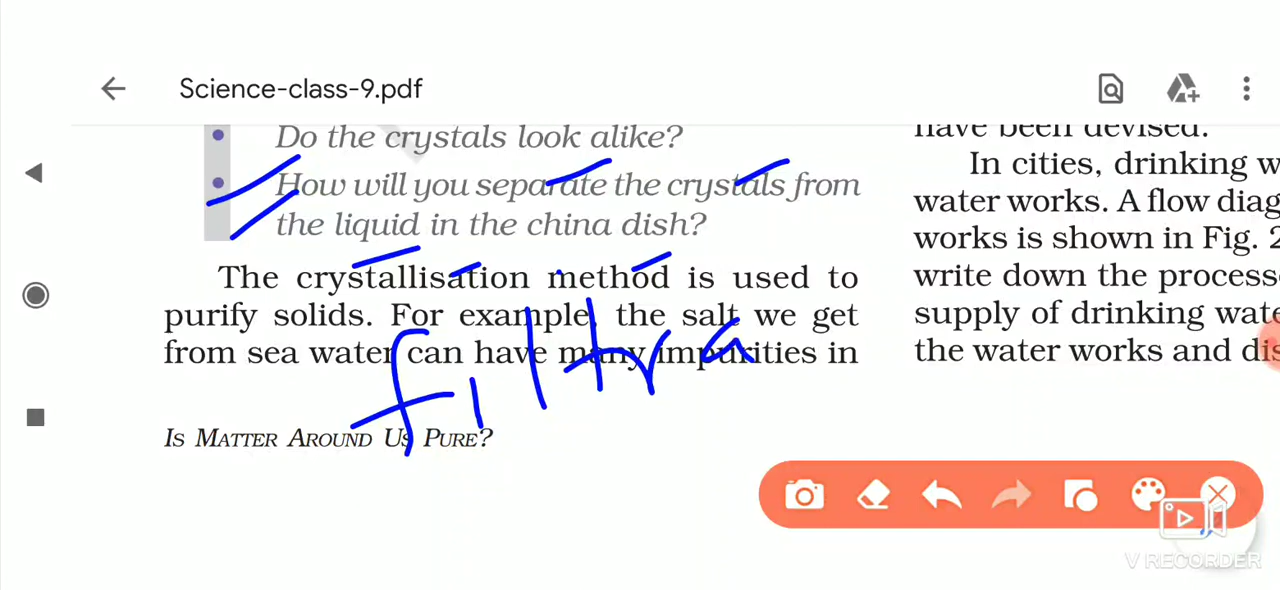 Science-class-9.pdf
Do the crystals look alike?
How will you separate the crystals from
the liquid in the china dish?
The crystallisation method is used to
purify solids. For example, the salt we get
from sea water can have many impurities in
filtra
IS MATTER AROUND US PURE?
have been devised.
In cities, drinking w
water works. A flow diag
works is shown in Fig. 2
write down the processe
supply of drinking wate
the water works and dis
V RECORDER